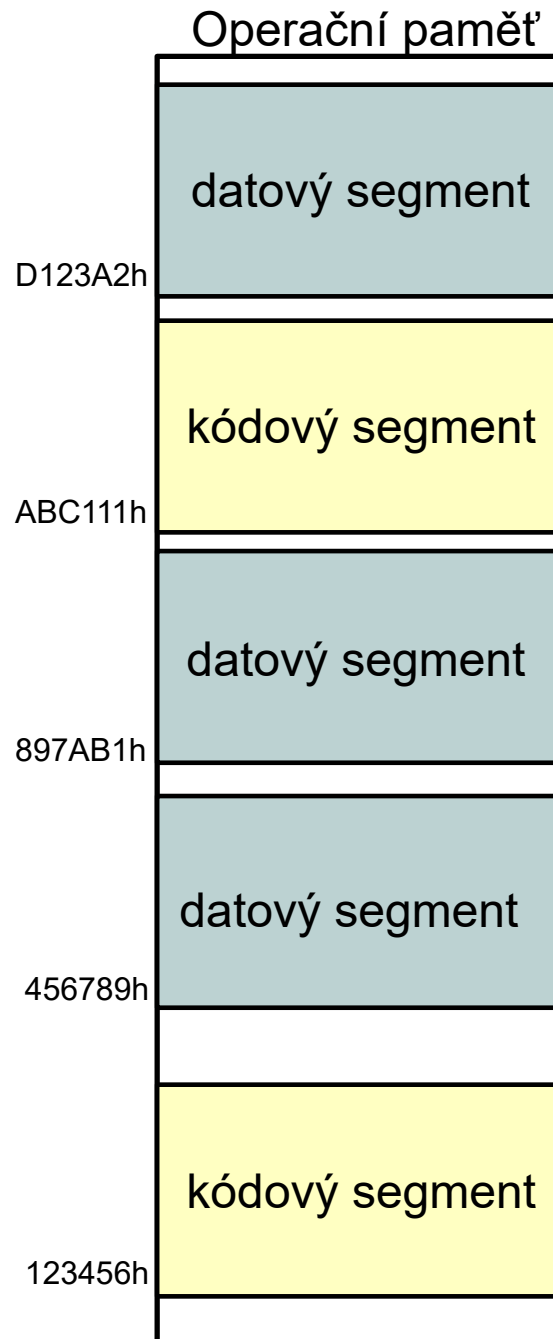 Operační paměť
datový segment
D123A2h
kódový segment
ABC111h
datový segment
897AB1h
datový segment
456789h
kódový segment
123456h